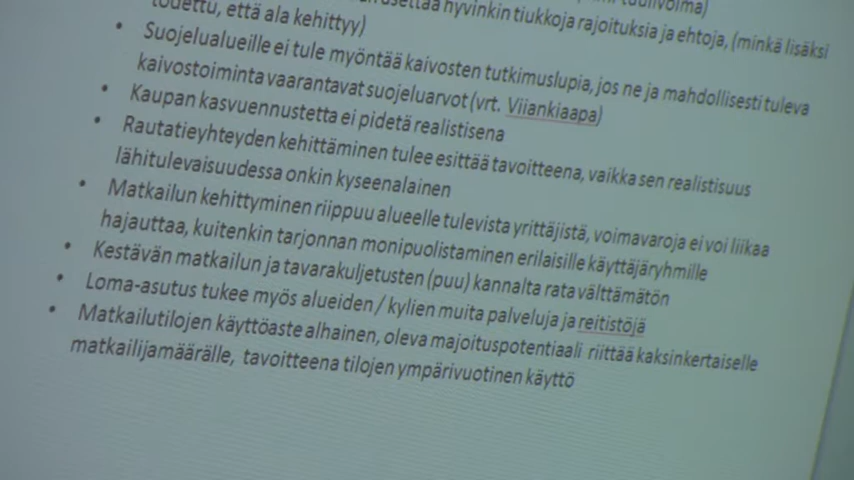 tuulivoima)
asettaa hyvinkin tiukkoja rajoituksia ja ehtoja, (minkä lisäksi
todettu, että ala kehittyy)
• Suojelualueille ei tule myöntää kaivosten tutkimuslupia, jos ne ja mahdollisesti tuleva
kaivostoiminta vaarantavat suojeluarvot (vrt. Viiankiaapa)
• Kaupan kasvuennustetta ei pidetä realistisena
• Rautatieyhteyden kehittäminen tulee esittää tavoitteena, vaikka sen realistisuus
lähitulevaisuudessa onkin kyseenalainen
• Matkailun kehittyminen riippuu alueelle tulevista yrittäjistä, voimavaroja ei voi liikaa
hajauttaa, kuitenkin tarjonnan monipuolistaminen erilaisille käyttäjäryhmille
• Kestävän matkailun ja tavarakuljetusten (puu) kannalta rata välttämätön
• Loma-asutus tukee myös alueiden / kylien muita palveluja ja reitistöjä
• Matkailutilojen käyttöaste alhainen, oleva majoituspotentiaali riittää kaksinkertaiselle
matkailijamäärälle, tavoitteena tilojen ympärivuotinen käyttö